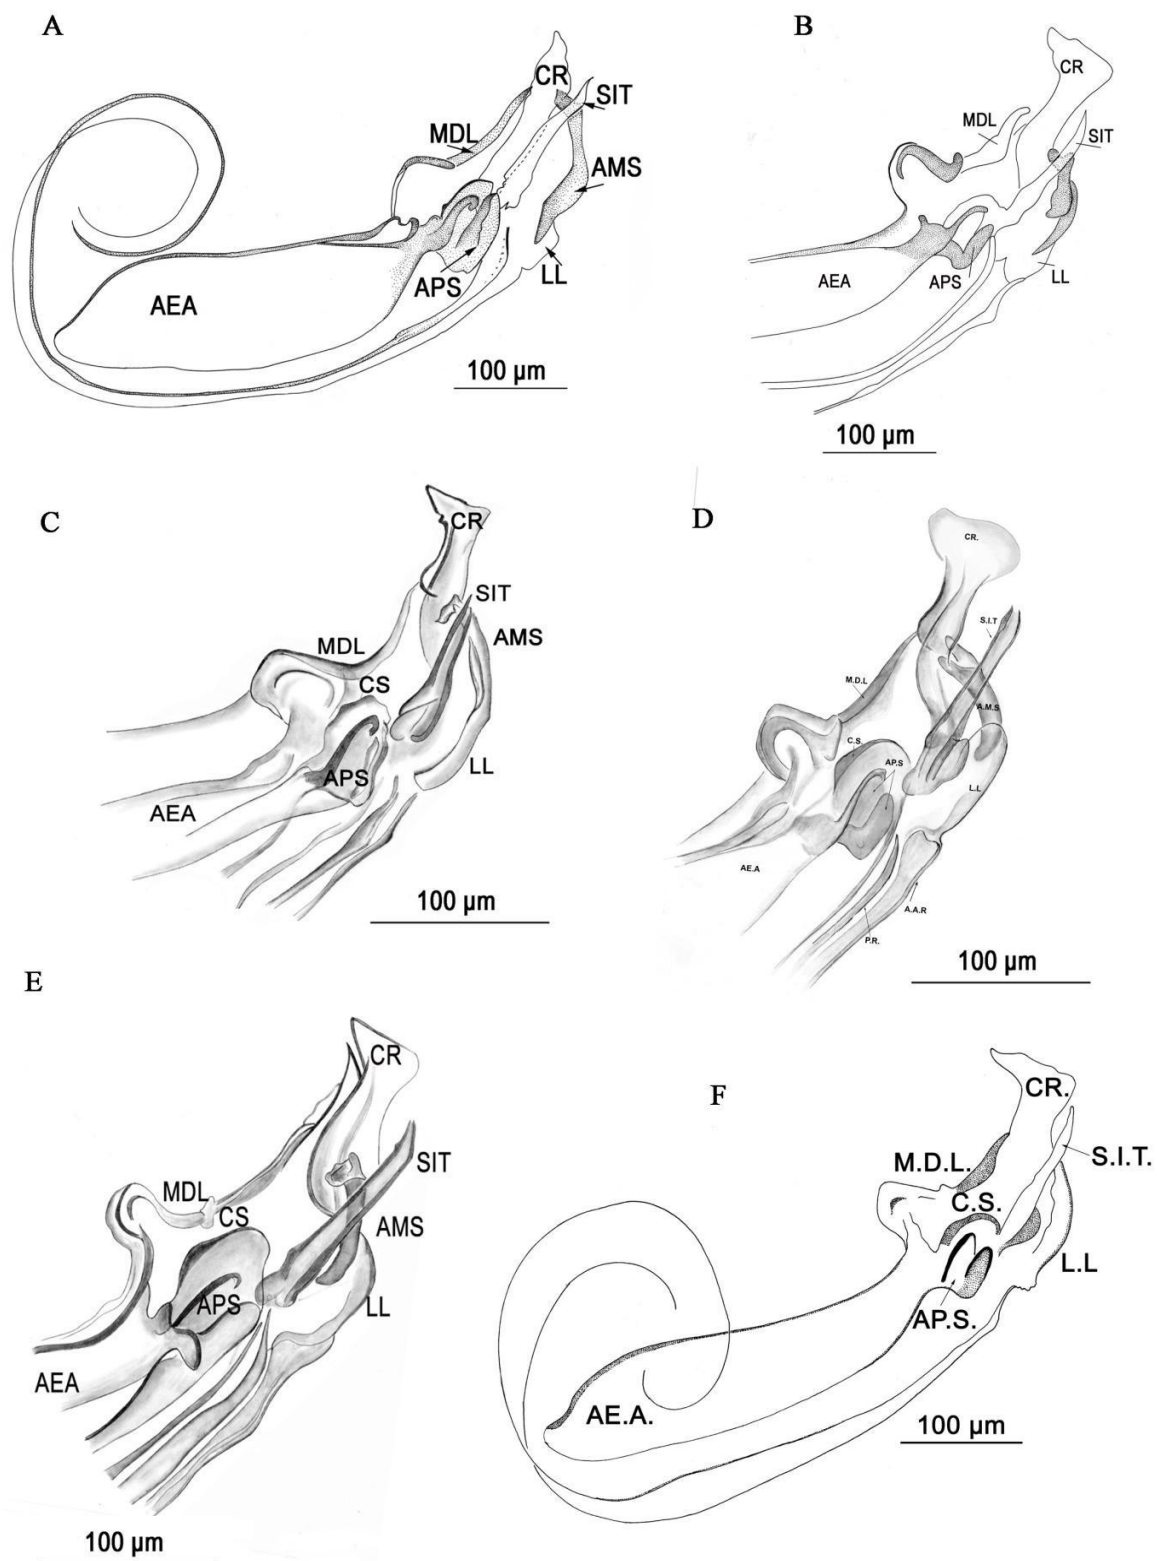 A
CR
SIT
MDL
AMS
APS
LL
AEA
100 µm
B
CR
MDL
SIT
AEA
APS
LL
100 µm
C
CR
SIT
AMS
MDL
CS
APS
LL
AEA
100 µm
D
CR.
S.I.T
M.D.L
A.M.S
C.S.
AP.S
L.L
AE.A
A.A.R
P.R.
100 µm
E
CR
SIT
MDL
CS
AMS
APS
LL
AEA
100 µm
F
CR.
M.D.L.
S.I.T.
C.S.
L.L
AP.S.
AE.A.
100 µm